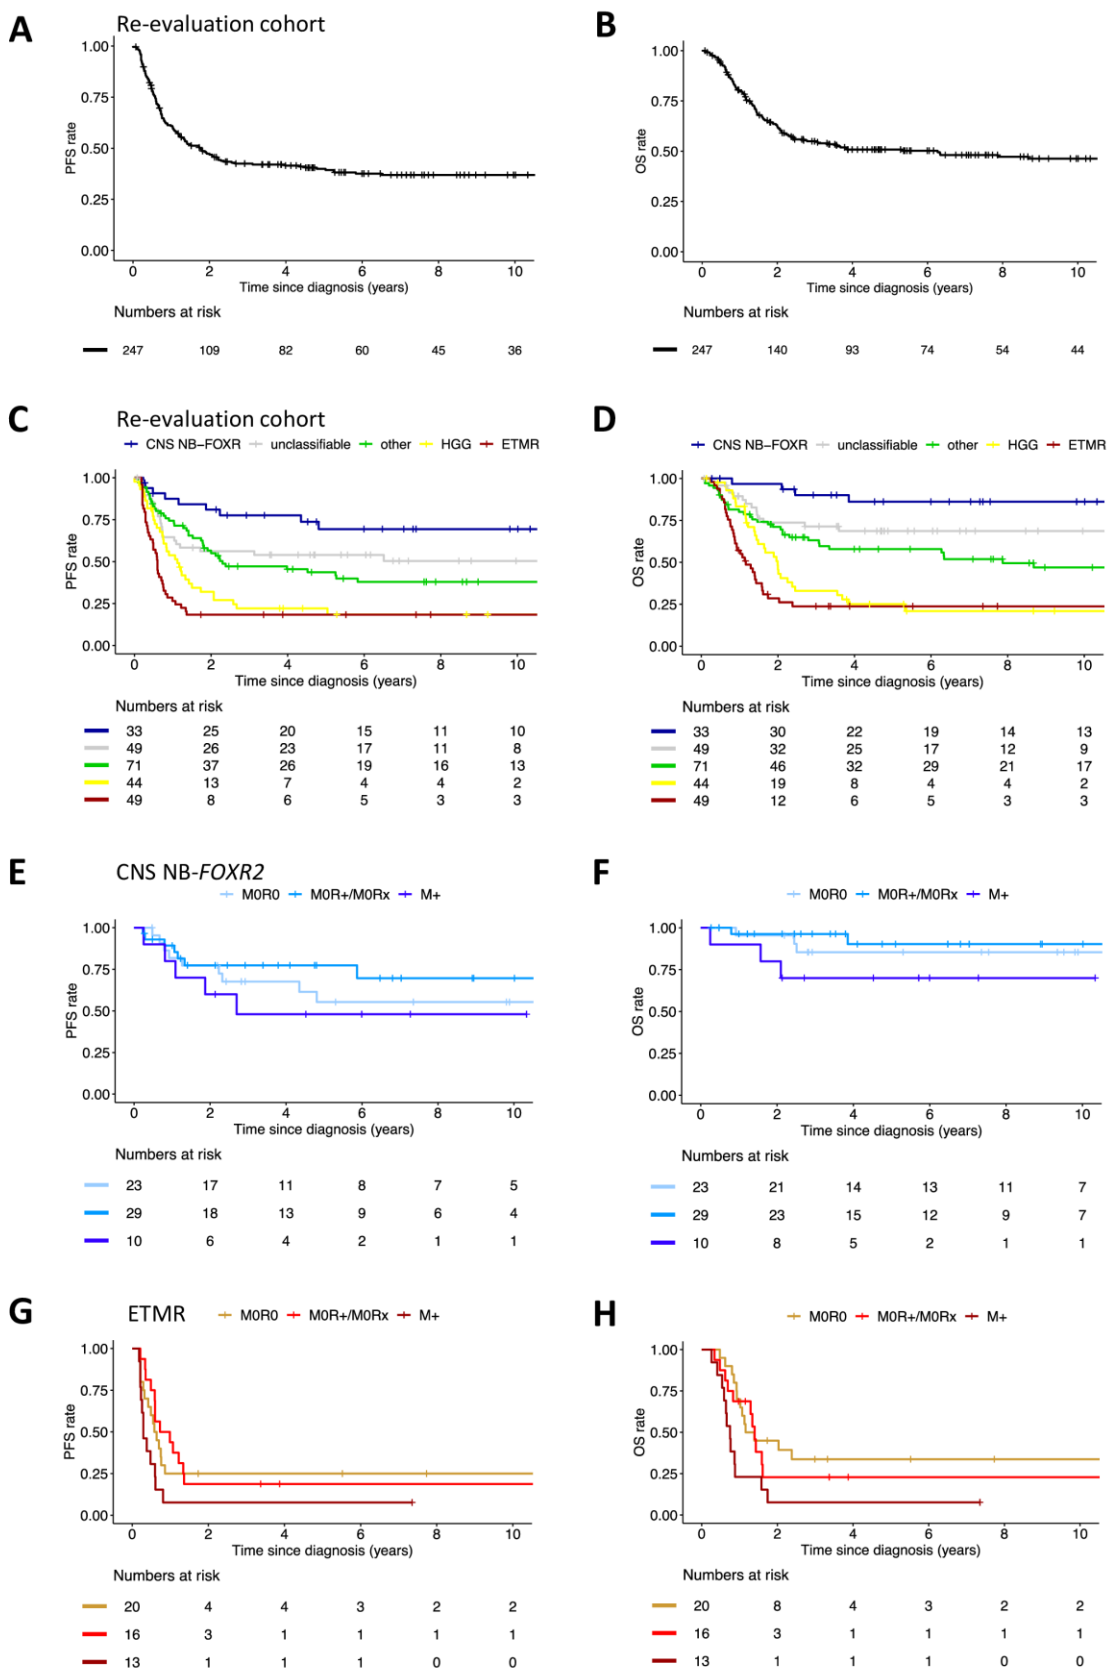 A
Re-evaluation cohort
PFS rate
1.00
0.75
0.50
0.25
0.00
0 2 4 6 8 10
Time since diagnosis (years)
Numbers at risk
247 109 82 60 45 36
B
OS rate
1.00
0.75
0.50
0.25
0.00
0 2 4 6 8 10
Time since diagnosis (years)
Numbers at risk
247 140 93 74 54 44
C
Re-evaluation cohort
CNS NB-FOXR unclassifiable other HGG ETMR
PFS rate
1.00
0.75
0.50
0.25
0.00
0 2 4 6 8 10
Time since diagnosis (years)
Numbers at risk
33 25 20 15 11 10
49 26 23 17 11 8
71 37 26 19 16 13
44 13 7 4 4 2
49 8 6 5 3 3
D
CNS NB-FOXR unclassifiable other HGG ETMR
OS rate
1.00
0.75
0.50
0.25
0.00
0 2 4 6 8 10
Time since diagnosis (years)
Numbers at risk
33 30 22 19 14 13
49 32 25 17 12 9
71 46 32 29 21 17
44 19 8 4 4 2
49 12 6 5 3 3
E
CNS NB-FOXR2
M0R0 M0R+/M0Rx M+
PFS rate
1.00
0.75
0.50
0.25
0.00
0 2 4 6 8 10
Time since diagnosis (years)
Numbers at risk
23 17 11 8 7 5
29 18 13 9 6 4
10 6 4 2 1 1
F
M0R0 M0R+/M0Rx M+
OS rate
1.00
0.75
0.50
0.25
0.00
0 2 4 6 8 10
Time since diagnosis (years)
Numbers at risk
23 21 14 13 11 7
29 23 15 12 9 7
10 8 5 2 1 1
G
ETMR
M0R0 M0R+/M0Rx M+
PFS rate
1.00
0.75
0.50
0.25
0.00
0 2 4 6 8 10
Time since diagnosis (years)
Numbers at risk
20 4 4 3 2 2
16 3 1 1 1 1
13 1 1 1 0 0
H
M0R0 M0R+/M0Rx M+
OS rate
1.00
0.75
0.50
0.25
0.00
0 2 4 6 8 10
Time since diagnosis (years)
Numbers at risk
20 8 4 3 2 2
16 3 1 1 1 1
13 1 1 1 0 0